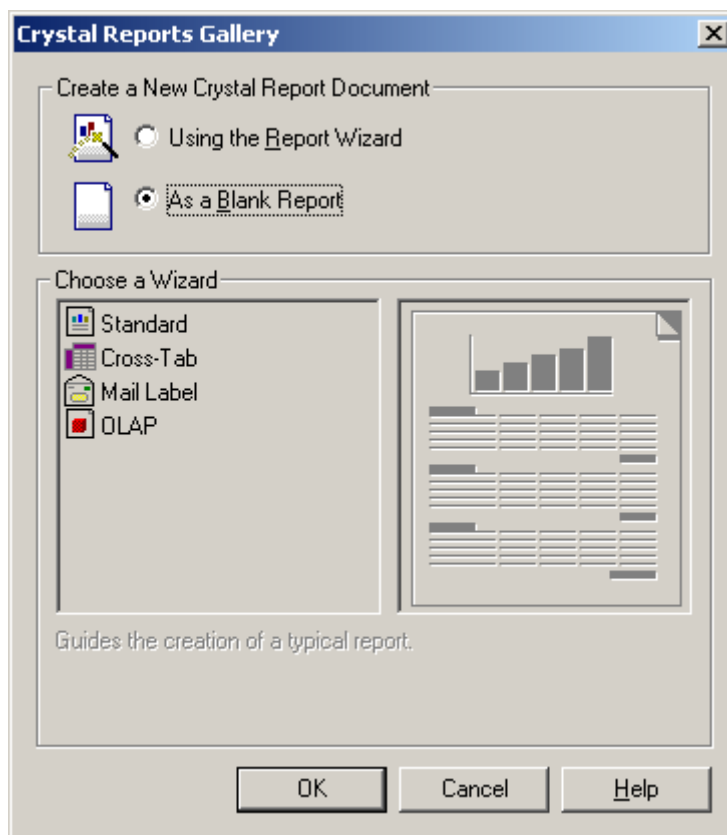 Crystal Reports Gallery
Create a New Crystal Report Document
Using the Report Wizard
As a Blank Report
Choose a Wizard
Standard
Cross-Tab
Mail Label
OLAP
Guides the creation of a typical report.
OK Cancel Help